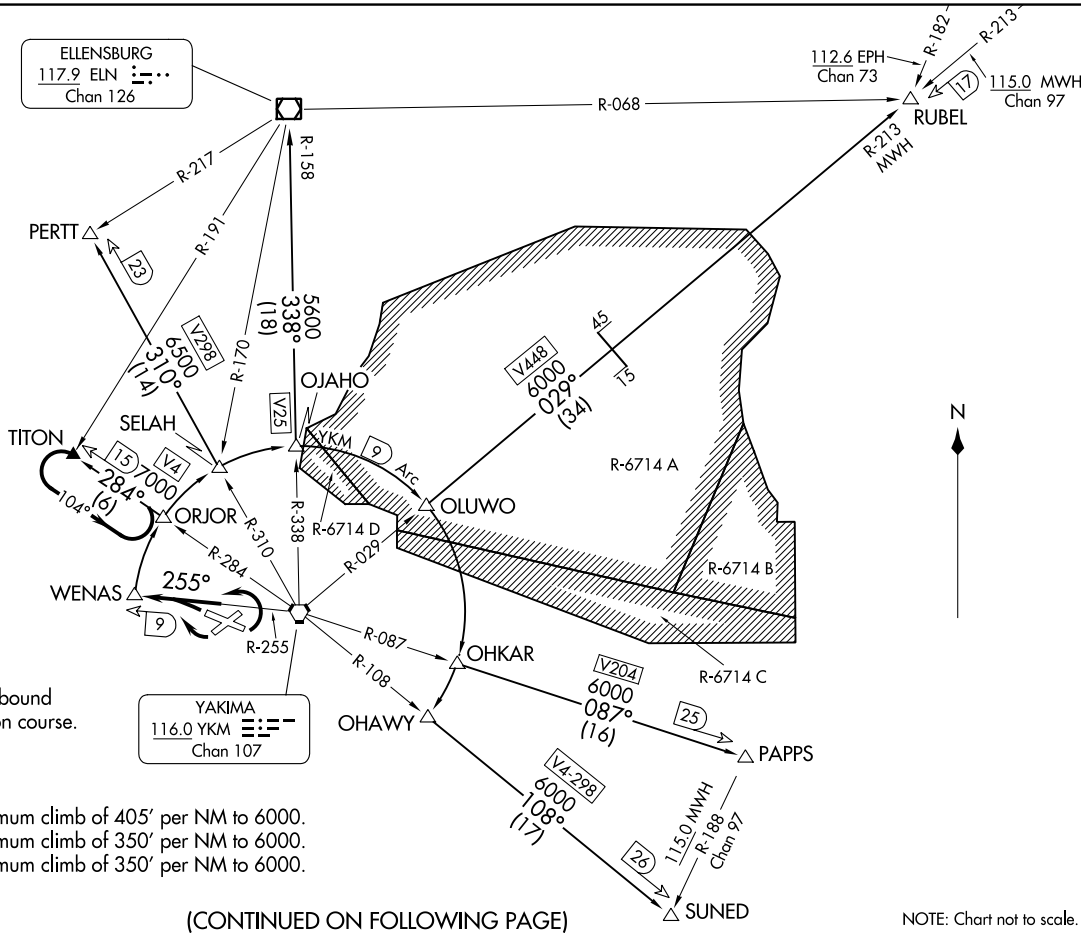 ELLENSBURG
117.9 ELN
Chan 126
R-182
R-213
112.6 EPH
Chan 73
17
115.0 MWH
Chan 97
R-068
RUBEL
R-213
MWH
R-158
R-217
PERTT
23
R-191
V298
6500
310°
(14)
R-170
5600
338°
(18)
V25
OJAHO
V448
6000
029°
(34)
45
15
N
SELAH
TITON
15
7000
V4
284°
(6)
104°
YKM 9 Arc
R-6714 A
ORJOR
OLUWO
R-310
R-338
R-6714 D
R-029
R-284
R-6714 B
WENAS
255°
9
R-255
R-087
OHKAR
R-6714 C
R-108
V204
6000
087°
(16)
25
PAPPS
bound
on course.
YAKIMA
116.0 YKM
Chan 107
OHAWY
V4-298
6000
108°
(17)
26
115.0 MWH
R-188
Chan 97
SUNED
mum climb of 405' per NM to 6000.
mum climb of 350' per NM to 6000.
mum climb of 350' per NM to 6000.
(CONTINUED ON FOLLOWING PAGE)
NOTE: Chart not to scale.